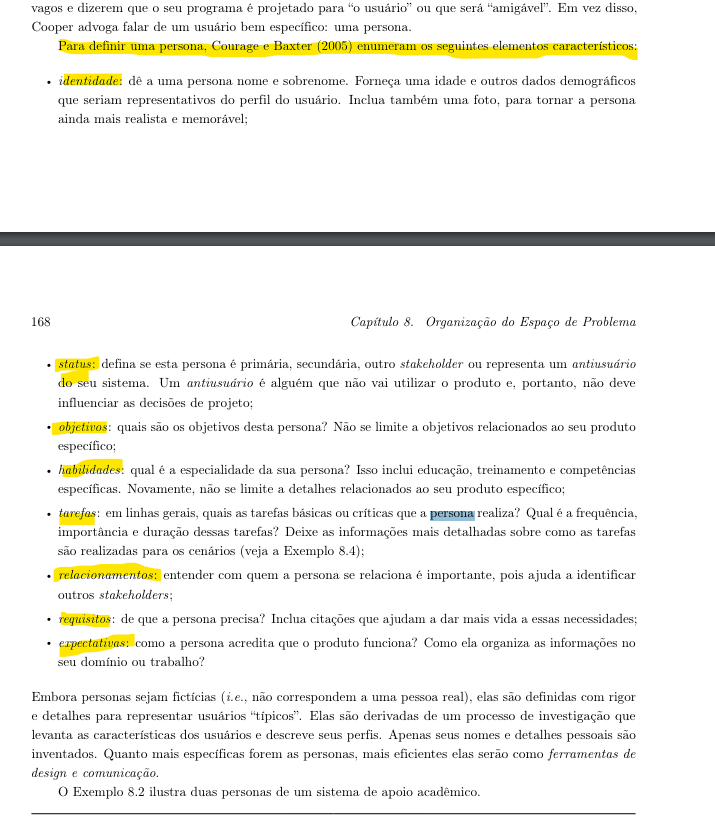 vagos e dizerem que o seu programa é projetado para “o usuário” ou que será “amigável”. Em vez disso,
Cooper advoga falar de um usuário bem específico: uma persona.
Para definir uma persona, Courage e Baxter (2005) enumeram os seguintes elementos característicos:
• identidade: dê a uma persona nome e sobrenome. Forneça uma idade e outros dados demográficos
que seriam representativos do perfil do usuário. Inclua também uma foto, para tornar a persona
ainda mais realista e memorável;
168 Capítulo 8. Organização do Espaço de Problema
• status: defina se esta persona é primária, secundária, outro stakeholder ou representa um antiusuário
do seu sistema. Um antiusuário é alguém que não vai utilizar o produto e, portanto, não deve
influenciar as decisões de projeto;
• objetivos: quais são os objetivos desta persona? Não se limite a objetivos relacionados ao seu produto
específico;
• habilidades: qual é a especialidade da sua persona? Isso inclui educação, treinamento e competências
específicas. Novamente, não se limite a detalhes relacionados ao seu produto específico;
• tarefas: em linhas gerais, quais as tarefas básicas ou críticas que a persona realiza? Qual é a frequência,
importância e duração dessas tarefas? Deixe as informações mais detalhadas sobre como as tarefas
são realizadas para os cenários (veja a Exemplo 8.4);
• relacionamentos: entender com quem a persona se relaciona é importante, pois ajuda a identificar
outros stakeholders;
• requisitos: de que a persona precisa? Inclua citações que ajudam a dar mais vida a essas necessidades;
• expectativas: como a persona acredita que o produto funciona? Como ela organiza as informações no
seu domínio ou trabalho?
Embora personas sejam fictícias (i.e., não correspondem a uma pessoa real), elas são definidas com rigor
e detalhes para representar usuários “típicos”. Elas são derivadas de um processo de investigação que
levanta as características dos usuários e descreve seus perfis. Apenas seus nomes e detalhes pessoais são
inventados. Quanto mais específicas forem as personas, mais eficientes elas serão como ferramentas de
design e comunicação.
O Exemplo 8.2 ilustra duas personas de um sistema de apoio acadêmico.